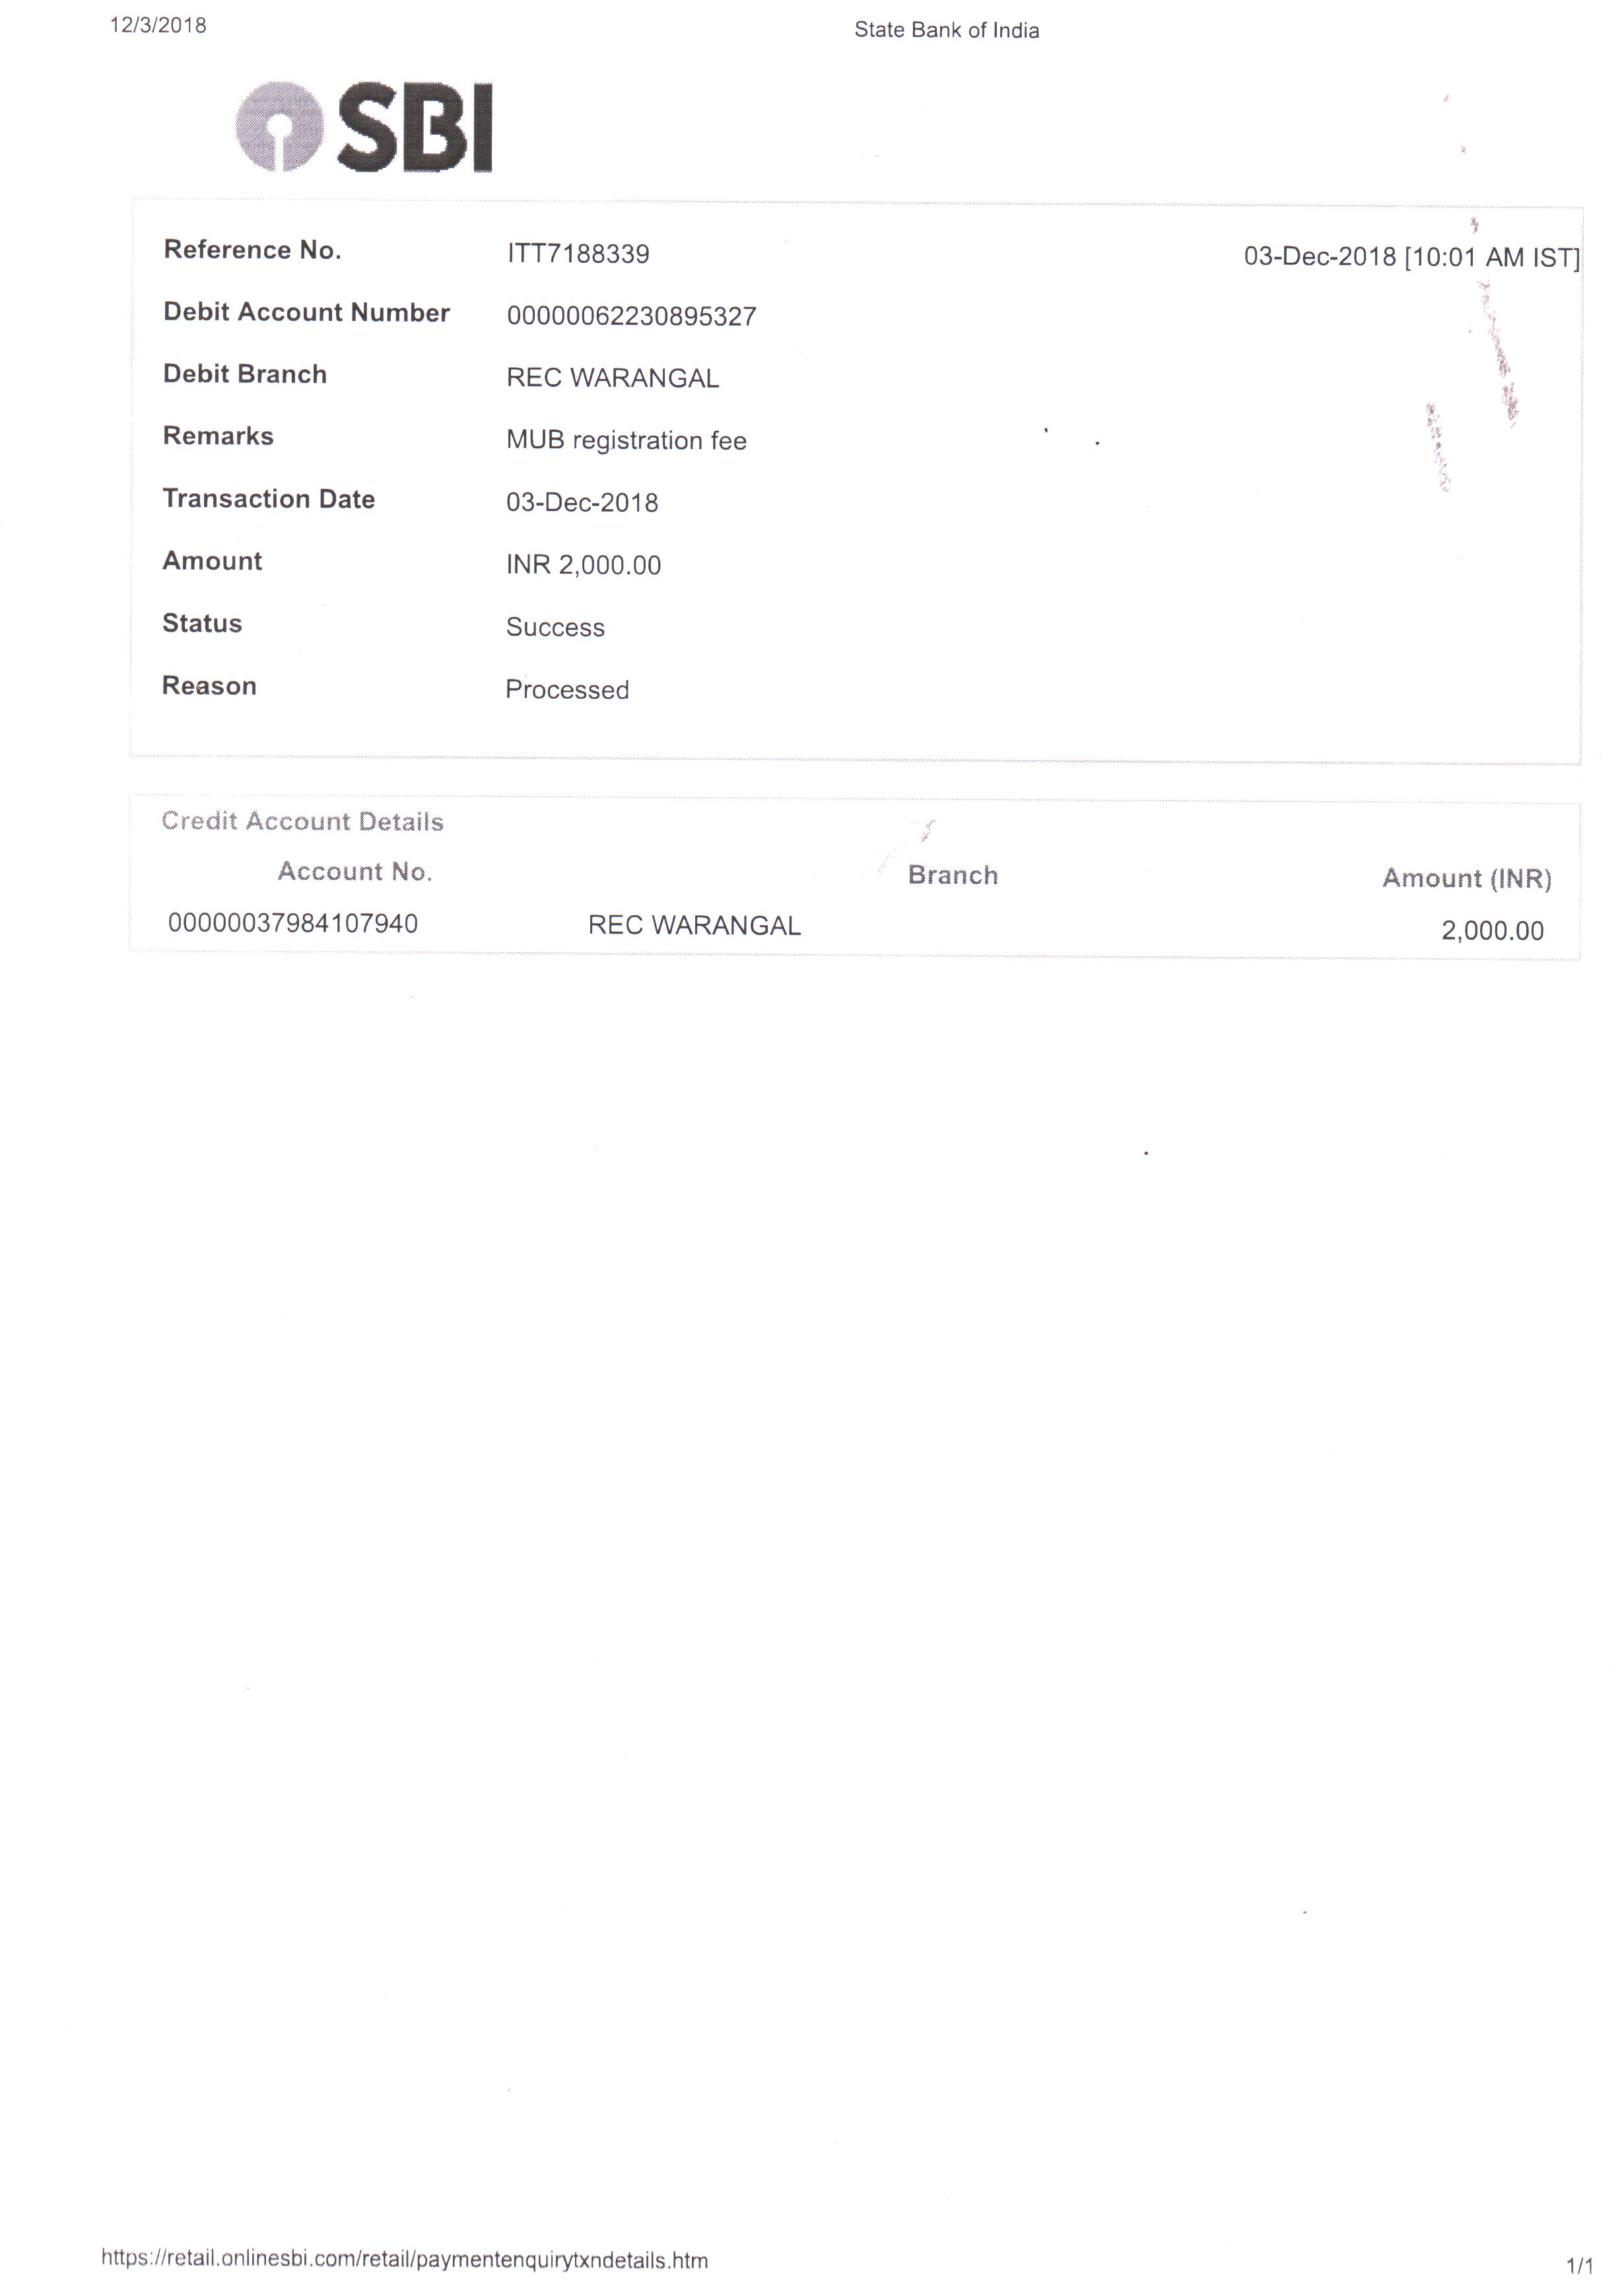 12/3/2018 State Bank of India
SBI
Reference No. ITT7188339 03-Dec-2018 [10:01 AM IST]
Debit Account Number 00000062230895327
Debit Branch REC WARANGAL
Remarks MUB registration fee
Transaction Date 03-Dec-2018
Amount INR 2,000.00
Status Success
Reason Processed
Credit Account Details
Account No. Branch Amount (INR)
00000037984107940 REC WARANGAL 2,000.00
https://retail.onlinesbi.com/retail/paymentenquirytxndetails.htm 1/1